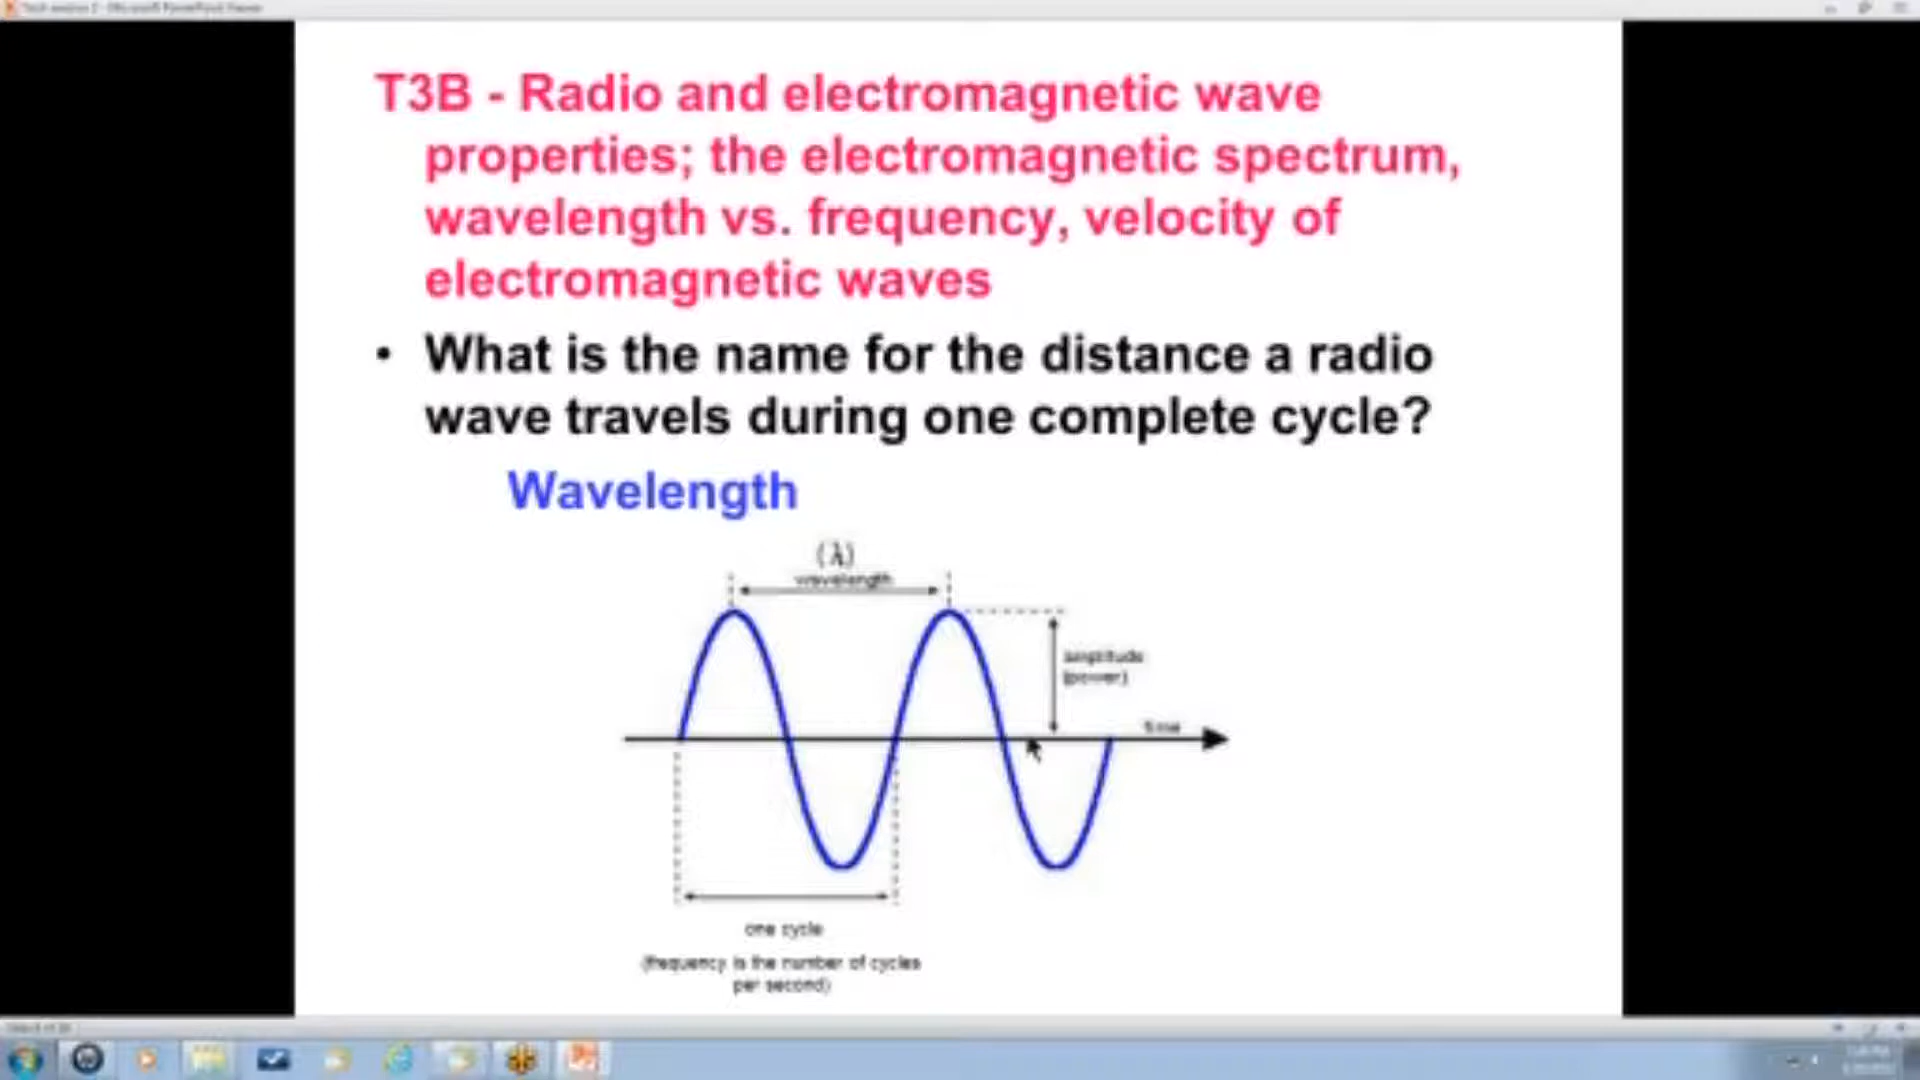 T3B - Radio and electromagnetic wave
properties; the electromagnetic spectrum,
wavelength vs. frequency, velocity of
electromagnetic waves
• What is the name for the distance a radio
wave travels during one complete cycle?
Wavelength
(λ)
wavelength
amplitude
(power)
time
one cycle
(frequency is the number of cycles
per second)